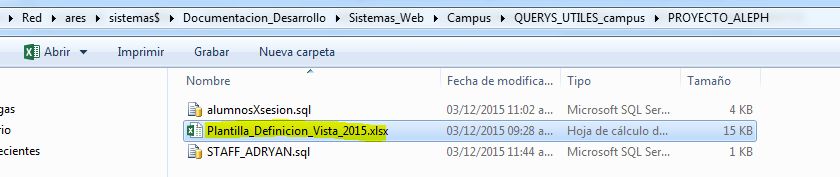 Red ▸ ares ▸ sistemas$ ▸ Documentacion_Desarrollo ▸ Sistemas_Web ▸ Campus ▸ QUERYS_UTILES_campus ▸ PROYECTO_ALEPH
Abrir Imprimir Grabar Nueva carpeta
Nombre Fecha de modifica... Tipo Tamaño
gas alumnosXsesion.sql 03/12/2015 11:02 a... Microsoft SQL Ser... 4 KB
rio Plantilla_Definicion_Vista_2015.xlsx 03/12/2015 09:28 a... Hoja de cálculo d... 15 KB
ecientes STAFF_ADRYAN.sql 03/12/2015 11:44 a... Microsoft SQL Ser... 1 KB